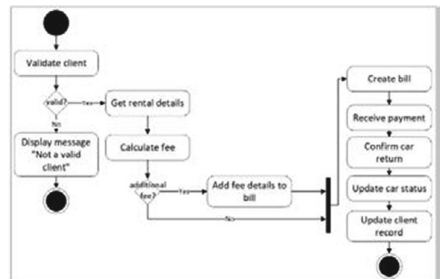 Validate client
valid?
Yes
No
Display message
"Not a valid
client"
Get rental details
Calculate fee
additional
fee?
Yes
No
Add fee details to
bill
Create bill
Receive payment
Confirm car
return
Update car status
Update client
record